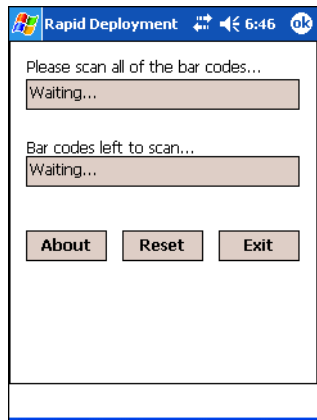 Rapid Deployment 6:46 ok
Please scan all of the bar codes...
Waiting...
Bar codes left to scan...
Waiting...
About Reset Exit